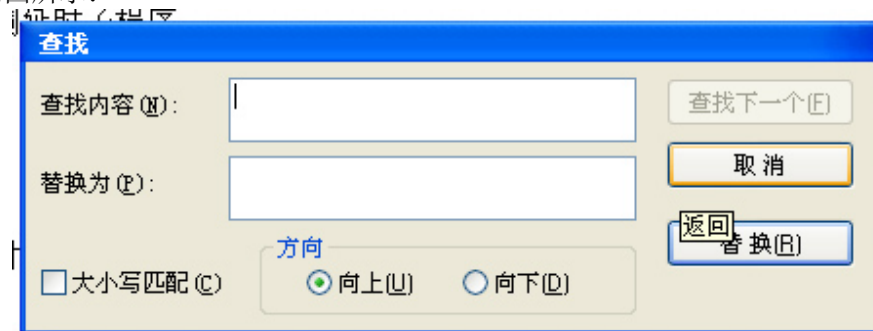 查找
查找内容(N):
查找下一个(F)
取消
替换为(P):
返回
替换(R)
方向
大小写匹配(C)
向上(U)
向下(D)